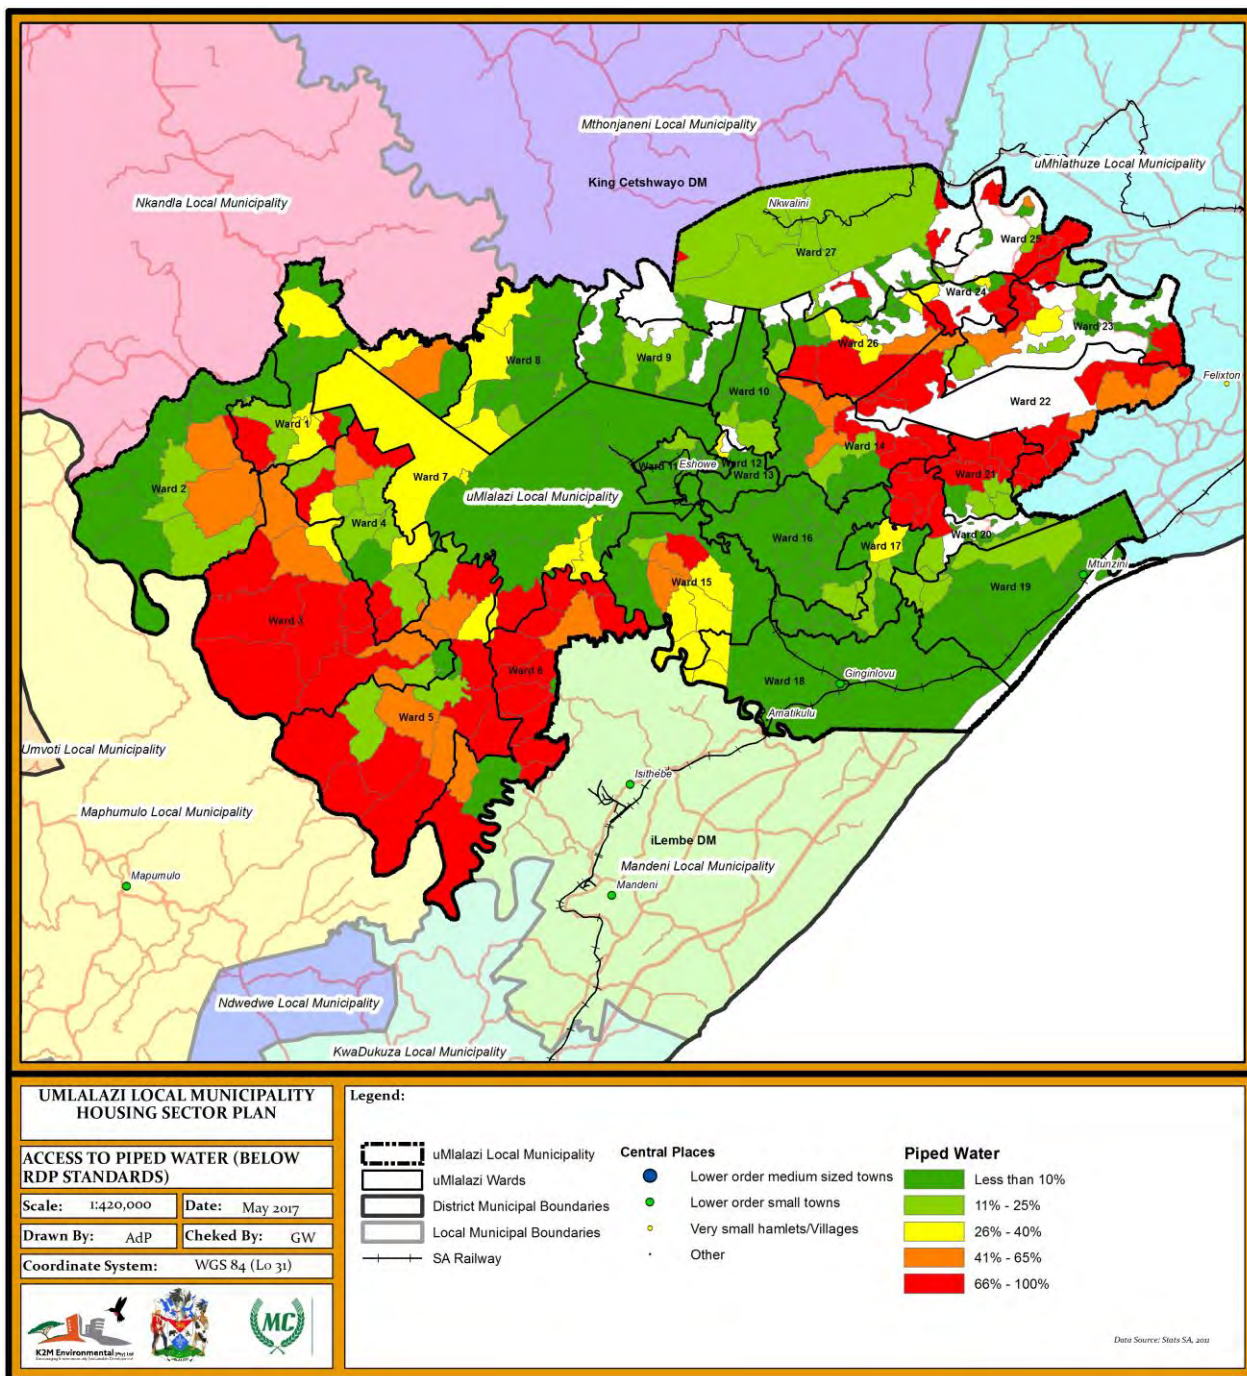 Mthonjaneni Local Municipality
uMhlathuze Local Municipality
King Cetshwayo DM
Nkandla Local Municipality
Nkwalini
Ward 27
Ward 25
Ward 24
Ward 23
Ward 26
Ward 8
Ward 9
Ward 10
Felixton
Ward 22
Ward 1
Ward 14
Ward 7
Ward 11
Eshowe
Ward 12
Ward 13
Ward 21
Ward 2
uMlalazi Local Municipality
Ward 4
Ward 20
Ward 16
Ward 17
Mtunzini
Ward 15
Ward 19
Ward 3
Ward 6
Ward 18
Gingindlovu
Amatikulu
Ward 5
Umvoti Local Municipality
Isithebe
Maphumulo Local Municipality
iLembe DM
Mandeni Local Municipality
Mapumulo
Mandeni
Ndwedwe Local Municipality
KwaDukuza Local Municipality
UMLALAZI LOCAL MUNICIPALITY
HOUSING SECTOR PLAN
ACCESS TO PIPED WATER (BELOW
RDP STANDARDS)
Scale: 1:420,000 Date: May 2017
Drawn By: AdP Cheked By: GW
Coordinate System: WGS 84 (Lo 31)
K2M Environmental (Pty) Ltd
MC
Legend:
uMlalazi Local Municipality
uMlalazi Wards
District Municipal Boundaries
Local Municipal Boundaries
SA Railway
Central Places
Lower order medium sized towns
Lower order small towns
Very small hamlets/Villages
Other
Piped Water
Less than 10%
11% - 25%
26% - 40%
41% - 65%
66% - 100%
Data Source: Stats SA, 2011